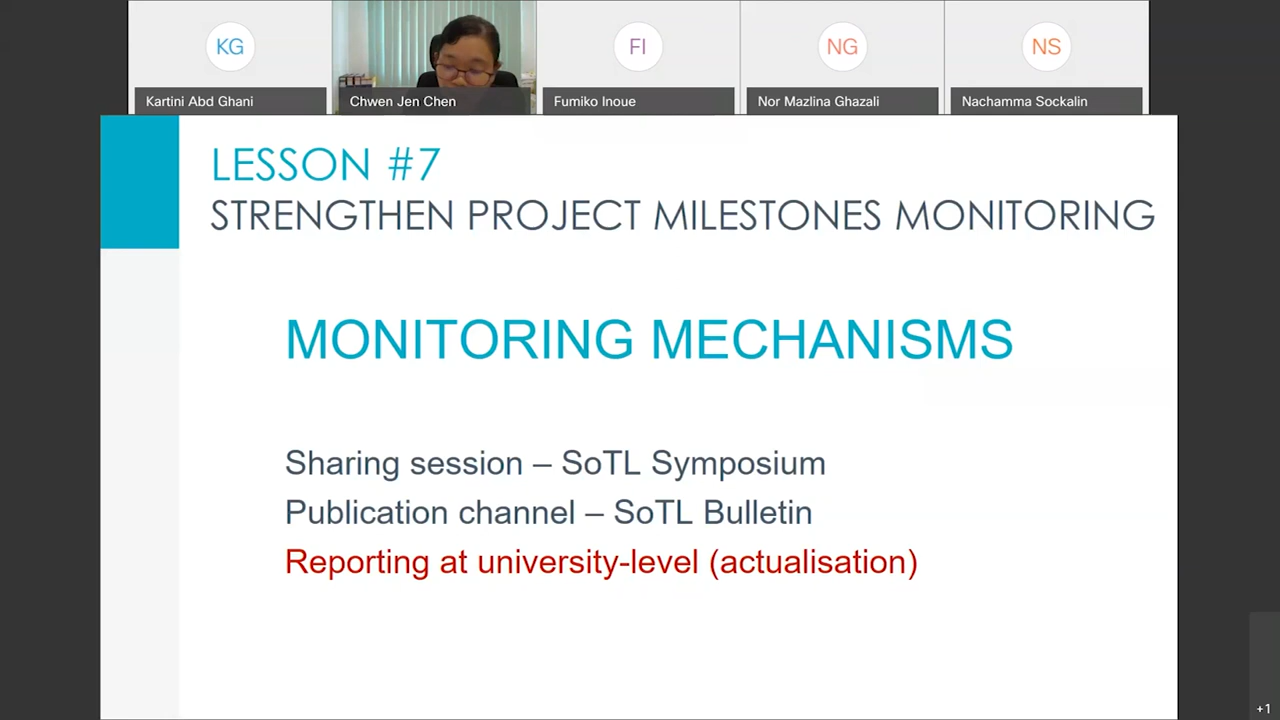 KG
FI
NG
NS
Kartini Abd Ghani
Chwen Jen Chen
Fumiko Inoue
Nor Mazlina Ghazali
Nachamma Sockalin
LESSON #7
STRENGTHEN PROJECT MILESTONES MONITORING
MONITORING MECHANISMS
Sharing session – SoTL Symposium
Publication channel – SoTL Bulletin
Reporting at university-level (actualisation)
+1